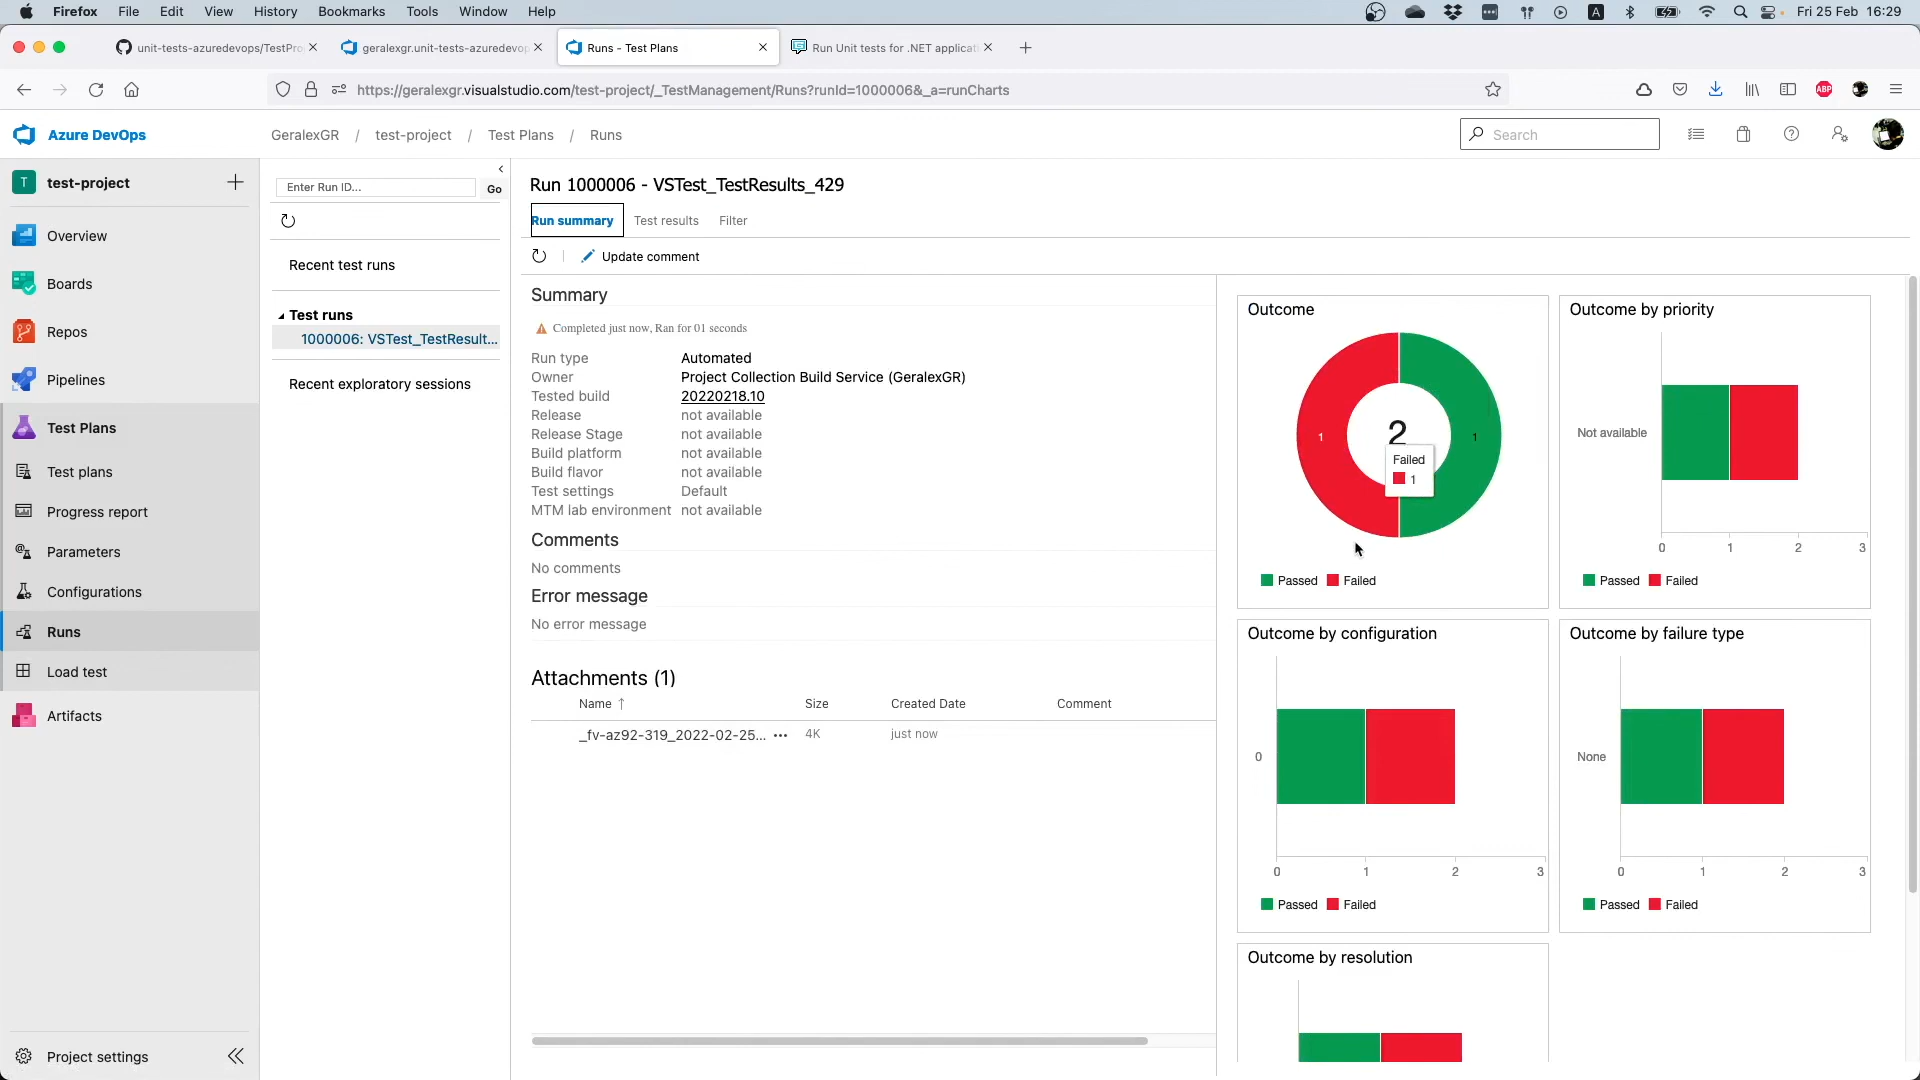 Firefox File Edit View History Bookmarks Tools Window Help
A
Fri 25 Feb 16:29
unit-tests-azuredevops/TestPro
geralexgr.unit-tests-azuredevop
Runs - Test Plans
Run Unit tests for .NET applicati
https://geralexgr.visualstudio.com/test-project/_TestManagement/Runs?runId=1000006&_a=runCharts
ABP
Azure DevOps
GeralexGR / test-project / Test Plans / Runs
Search
T test-project
Overview
Boards
Repos
Pipelines
Test Plans
Test plans
Progress report
Parameters
Configurations
Runs
Load test
Artifacts
Project settings
Enter Run ID...
Go
Recent test runs
Test runs
1000006: VSTest_TestResult...
Recent exploratory sessions
Run 1000006 - VSTest_TestResults_429
Run summary Test results Filter
Update comment
Summary
Completed just now, Ran for 01 seconds
Run type Automated
Owner Project Collection Build Service (GeralexGR)
Tested build 20220218.10
Release not available
Release Stage not available
Build platform not available
Build flavor not available
Test settings Default
MTM lab environment not available
Comments
No comments
Error message
No error message
Attachments (1)
Name ↑ Size Created Date Comment
_fv-az92-319_2022-02-25... 4K just now
Outcome
1 2 1
Failed
1
Passed Failed
Outcome by priority
Not available
0 1 2 3
Passed Failed
Outcome by configuration
0
0 1 2 3
Passed Failed
Outcome by failure type
None
0 1 2 3
Passed Failed
Outcome by resolution